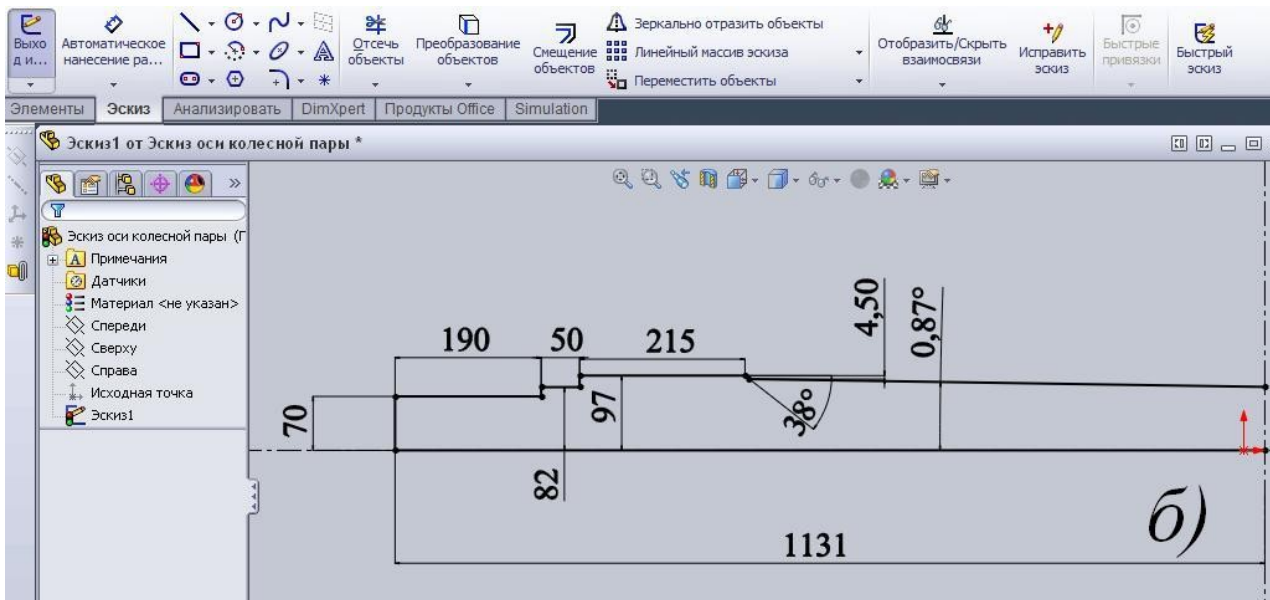 Выхо
д и...
Автоматическое
нанесение ра...
Отсечь
объекты
Преобразование
объектов
Смещение
объектов
Зеркально отразить объекты
Линейный массив эскиза
Переместить объекты
Отобразить/Скрыть
взаимосвязи
Исправить
эскиз
Быстрые
привязки
Быстрый
эскиз
Элементы Эскиз Анализировать DimXpert Продукты Office Simulation
Эскиз1 от Эскиз оси колесной пары *
Эскиз оси колесной пары (Г
Примечания
Датчики
Материал <не указан>
Спереди
Сверху
Справа
Исходная точка
Эскиз1
190 50 215
4,50
0,87°
70
97
38°
82
1131
б)